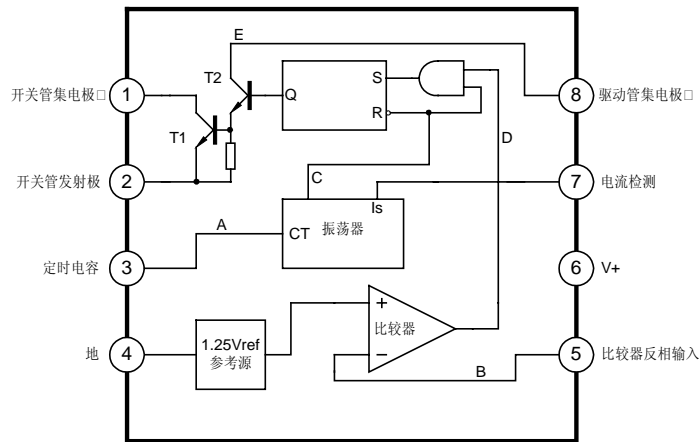 E
开关管集电极□
1
T2
Q
S
R
8
驱动管集电极□
T1
D
开关管发射极
2
C
7
电流检测
A
Is
CT
振荡器
定时电容
3
6
V+
地
4
1.25Vref
参考源
+
比较器
−
5
比较器反相输入
B